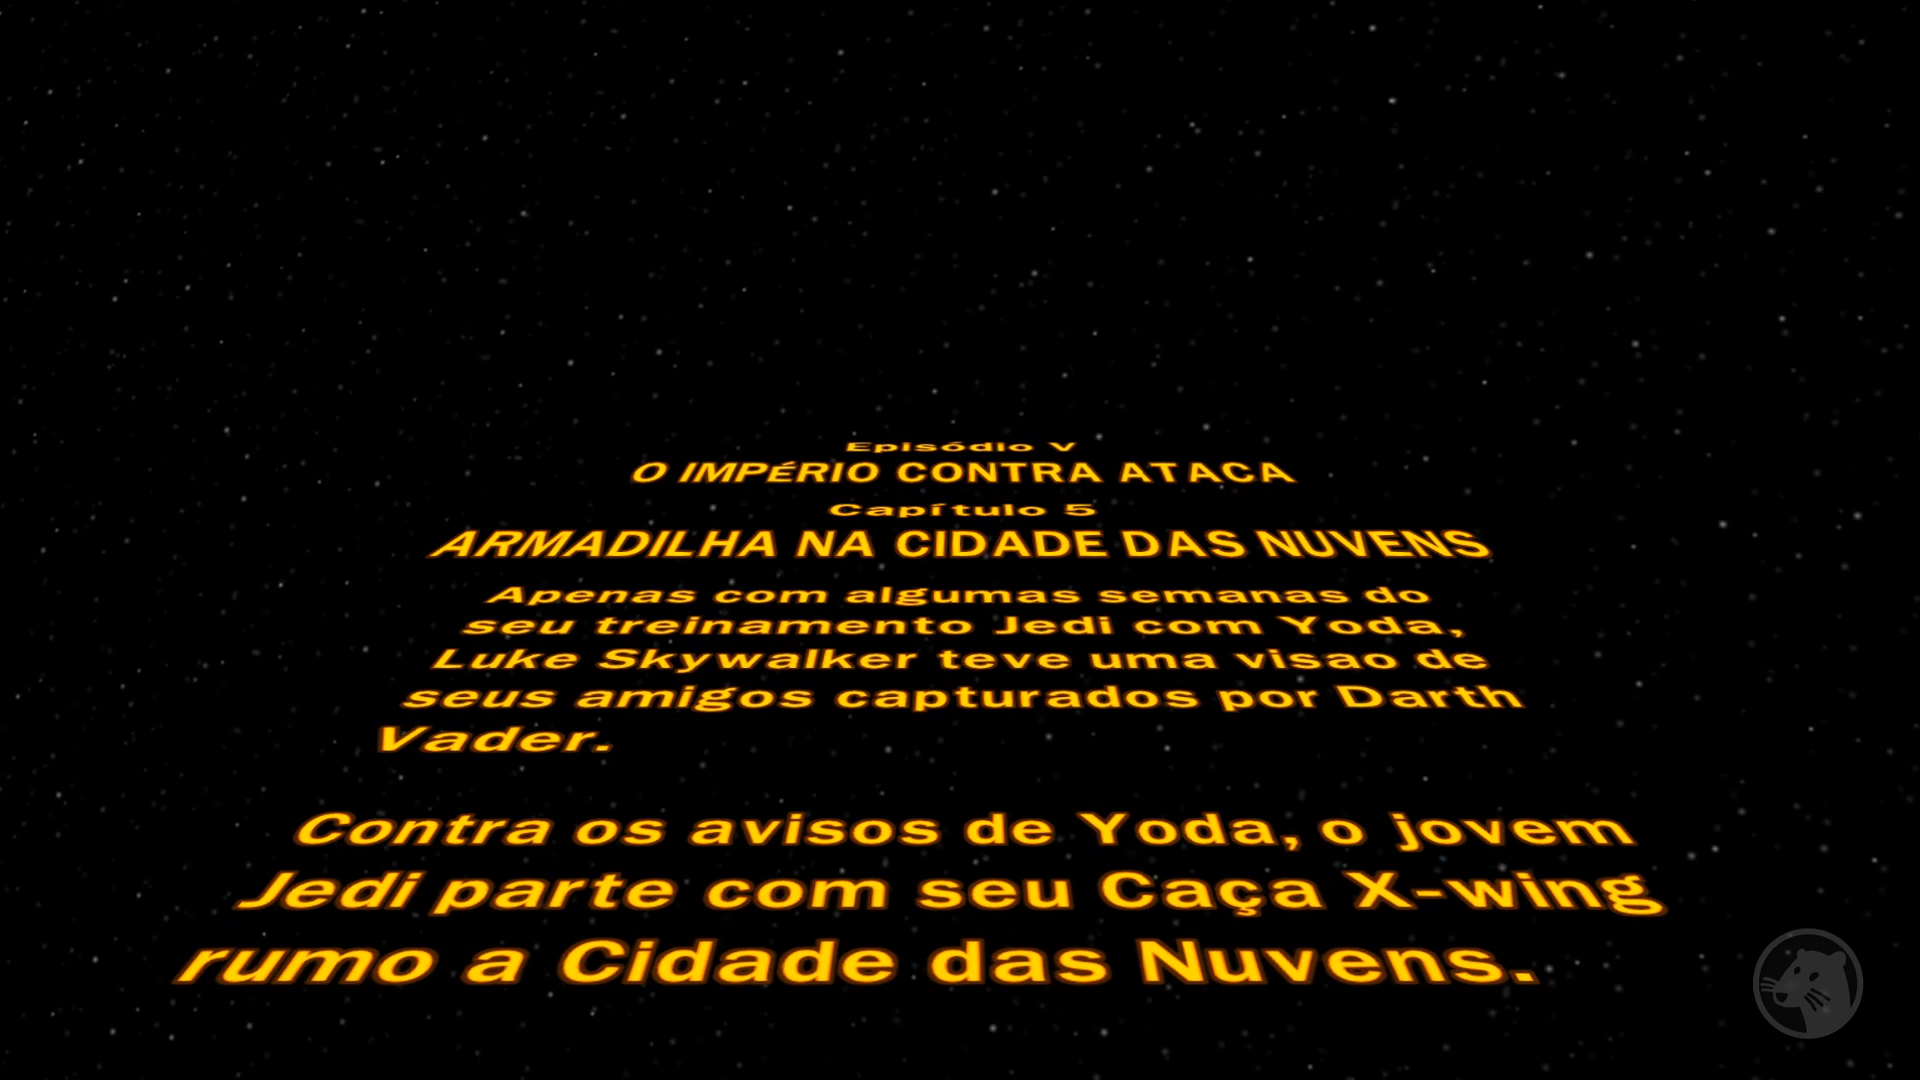 Episódio V
O IMPÉRIO CONTRA ATACA
Capítulo 5
ARMADILHA NA CIDADE DAS NUVENS
Apenas com algumas semanas do
seu treinamento Jedi com Yoda,
Luke Skywalker teve uma visao de
seus amigos capturados por Darth
Vader.
Contra os avisos de Yoda, o jovem
Jedi parte com seu Caça X-wing
rumo a Cidade das Nuvens.